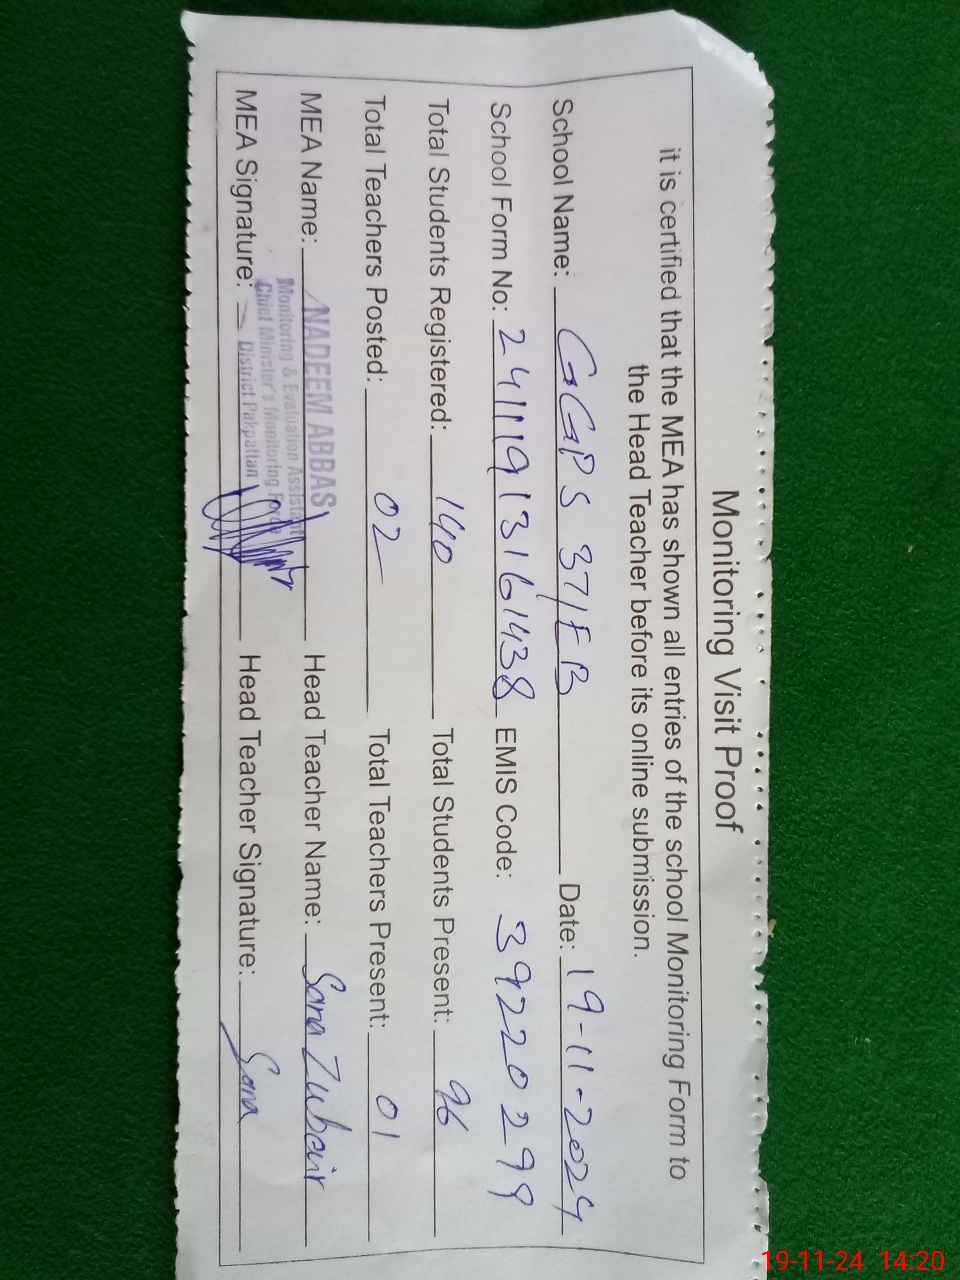 Monitoring Visit Proof
it is certified that the MEA has shown all entries of the school Monitoring Form to
the Head Teacher before its online submission.
School Name: GGPS 37/EB Date: 19-11-2024
School Form No: 24111913161438 EMIS Code: 39220299
Total Students Registered: 140 Total Students Present: 96
Total Teachers Posted: 02 Total Teachers Present: 01
MEA Name: NADEEM ABBAS Head Teacher Name: Sara Zubair
Monitoring & Evaluation Assistant
Chief Minister's Monitoring Force
District Pakpattan
MEA Signature: Head Teacher Signature: Sara
19-11-24 14:20